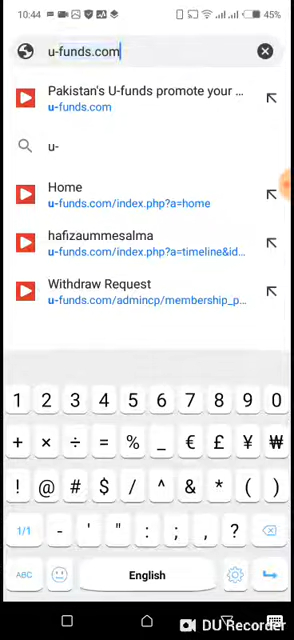 10:44
45%
u-funds.com
Pakistan's U-funds promote your ...
u-funds.com
u-
Home
u-funds.com/index.php?a=home
hafizaummesalma
u-funds.com/index.php?a=timeline&id...
Withdraw Request
u-funds.com/admincp/membership_p...
1 2 3 4 5 6 7 8 9 0
+ × ÷ = % _ € £ ¥ ₩
! @ # $ / ^ & * ( )
1/1 - ' " : ; , ?
ABC English
DU Recorder